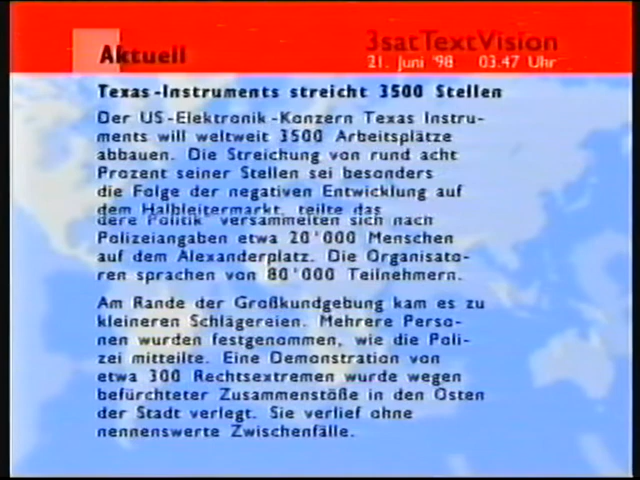 3satTextVision
Aktuell
21. Juni '98 03.47 Uhr
Texas-Instruments streicht 3500 Stellen
Der US-Elektronik-Konzern Texas Instru-
ments will weltweit 3500 Arbeitsplätze
abbauen. Die Streichung von rund acht
Prozent seiner Stellen sei besonders
die Folge der negativen Entwicklung auf
dem Halbleitermarkt, teilte das
dere Politik" versammelten sich nach
Polizeiangaben etwa 20'000 Menschen
auf dem Alexanderplatz. Die Organisato-
ren sprachen von 80'000 Teilnehmern.
Am Rande der Großkundgebung kam es zu
kleineren Schlägereien. Mehrere Perso-
nen wurden festgenommen, wie die Poli-
zei mitteilte. Eine Demonstration von
etwa 300 Rechtsextremen wurde wegen
befürchteter Zusammenstöße in den Osten
der Stadt verlegt. Sie verlief ohne
nennenswerte Zwischenfälle.